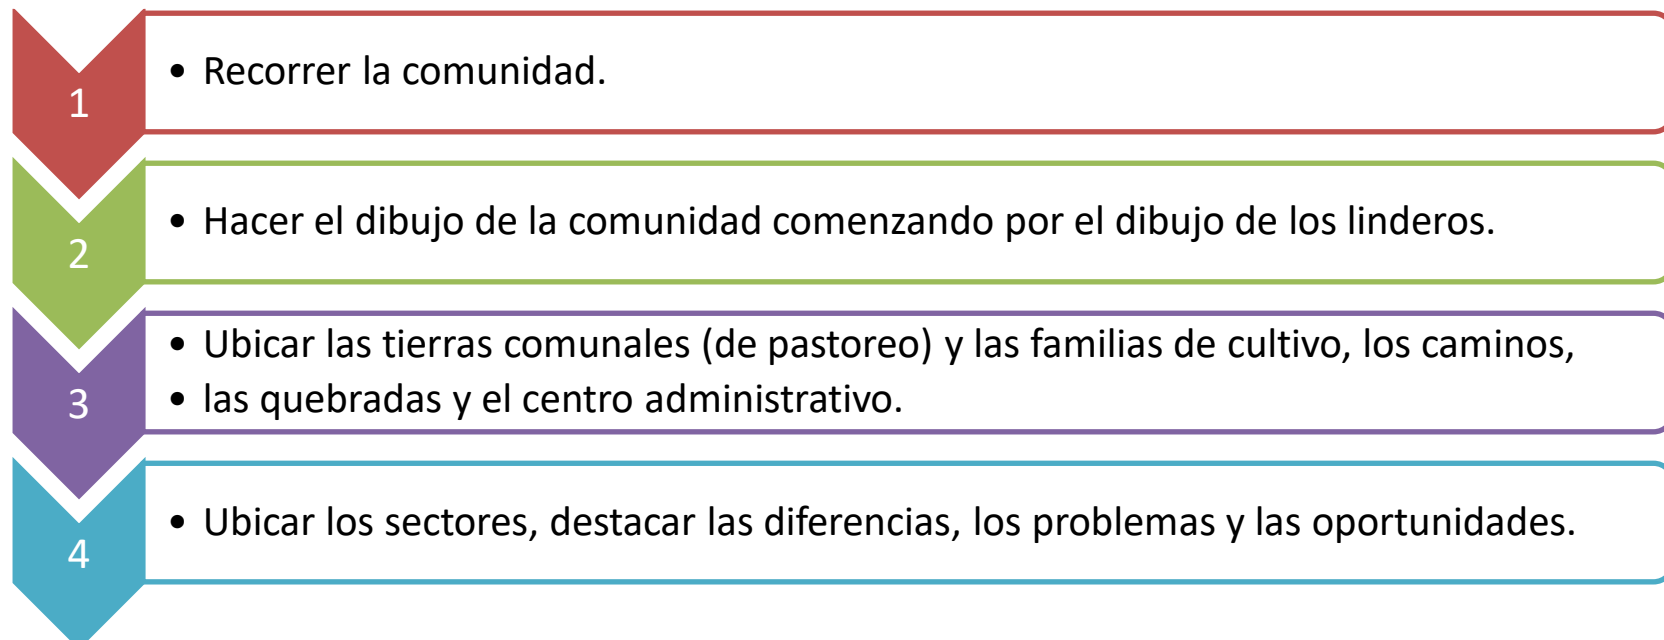 1
• Recorrer la comunidad.
2
• Hacer el dibujo de la comunidad comenzando por el dibujo de los linderos.
3
• Ubicar las tierras comunales (de pastoreo) y las familias de cultivo, los caminos,
• las quebradas y el centro administrativo.
4
• Ubicar los sectores, destacar las diferencias, los problemas y las oportunidades.